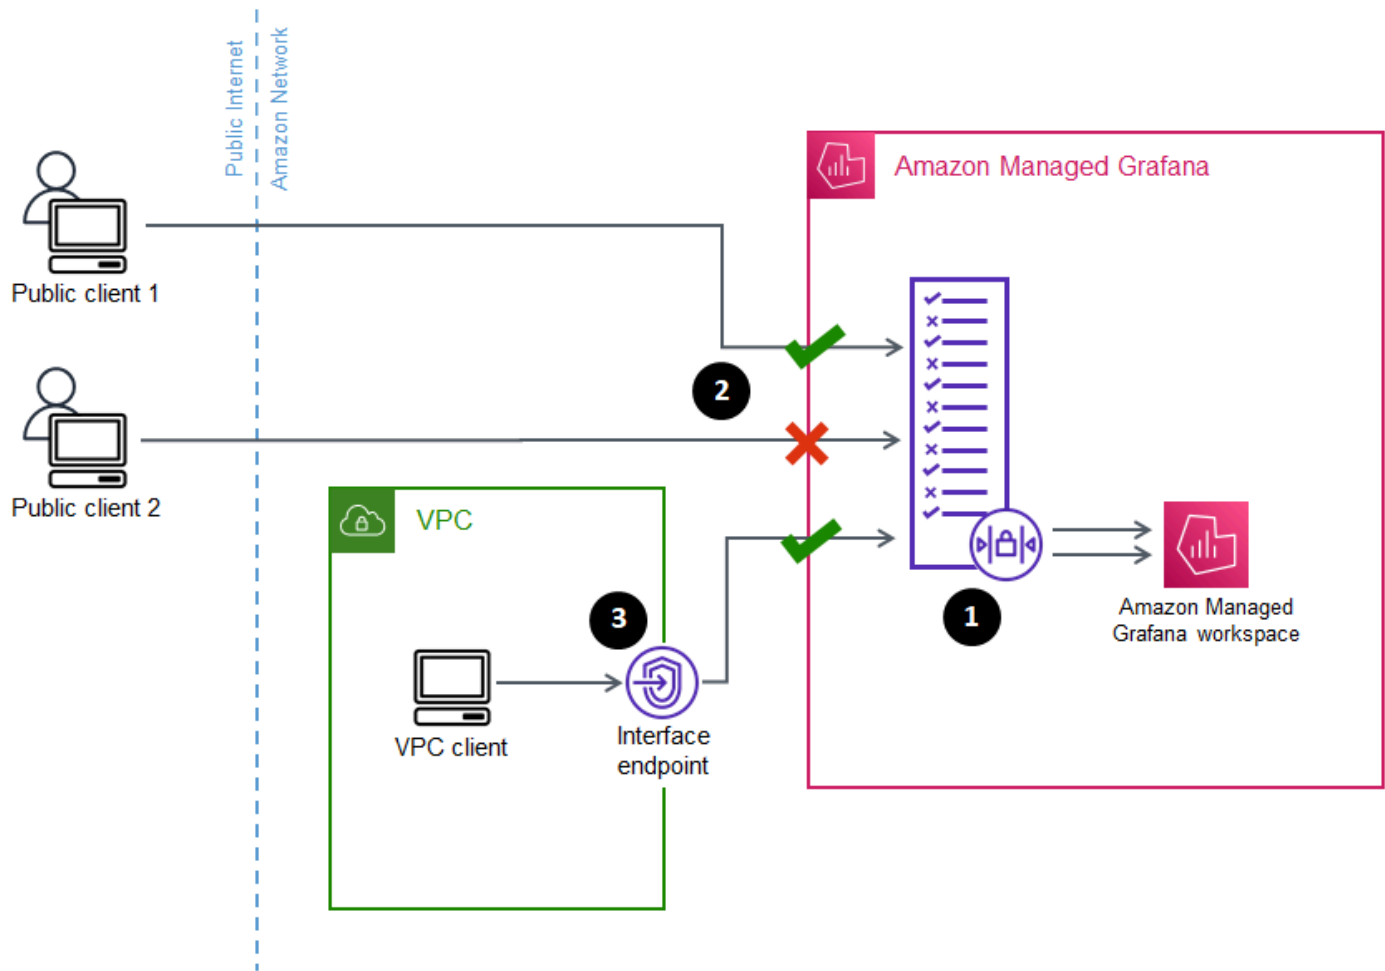 Public Internet
Amazon Network
Amazon Managed Grafana
Public client 1
2
Public client 2
VPC
3
1
Amazon Managed
Grafana workspace
VPC client
Interface
endpoint